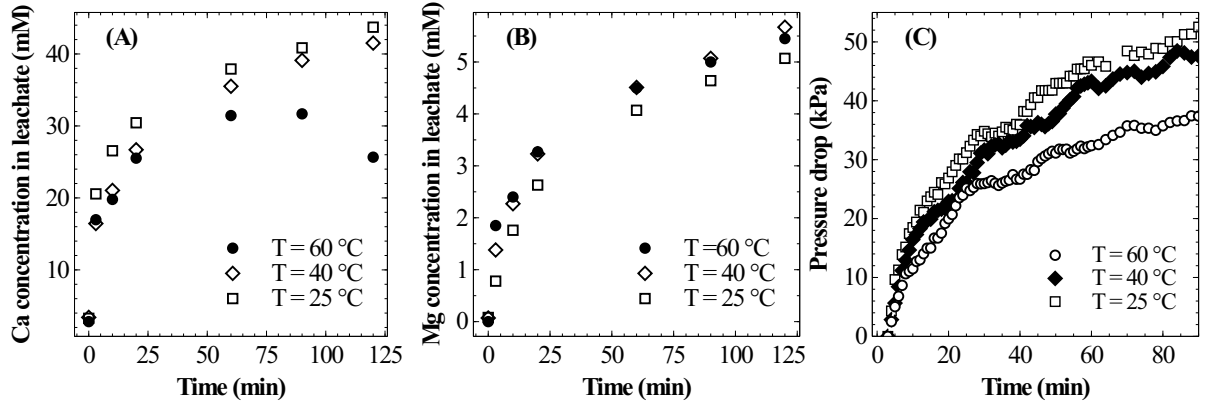 Ca concentration in leachate (mM)
40
30
20
10
(A)
T = 60 °C
T = 40 °C
T = 25 °C
0 25 50 75 100 125
Time (min)
Mg concentration in leachate (mM)
5
4
3
2
1
0
(B)
T =60 °C
T = 40 °C
T = 25 °C
0 25 50 75 100 125
Time (min)
Pressure drop (kPa)
50
40
30
20
10
0
(C)
T = 60 °C
T = 40 °C
T = 25 °C
0 20 40 60 80
Time (min)